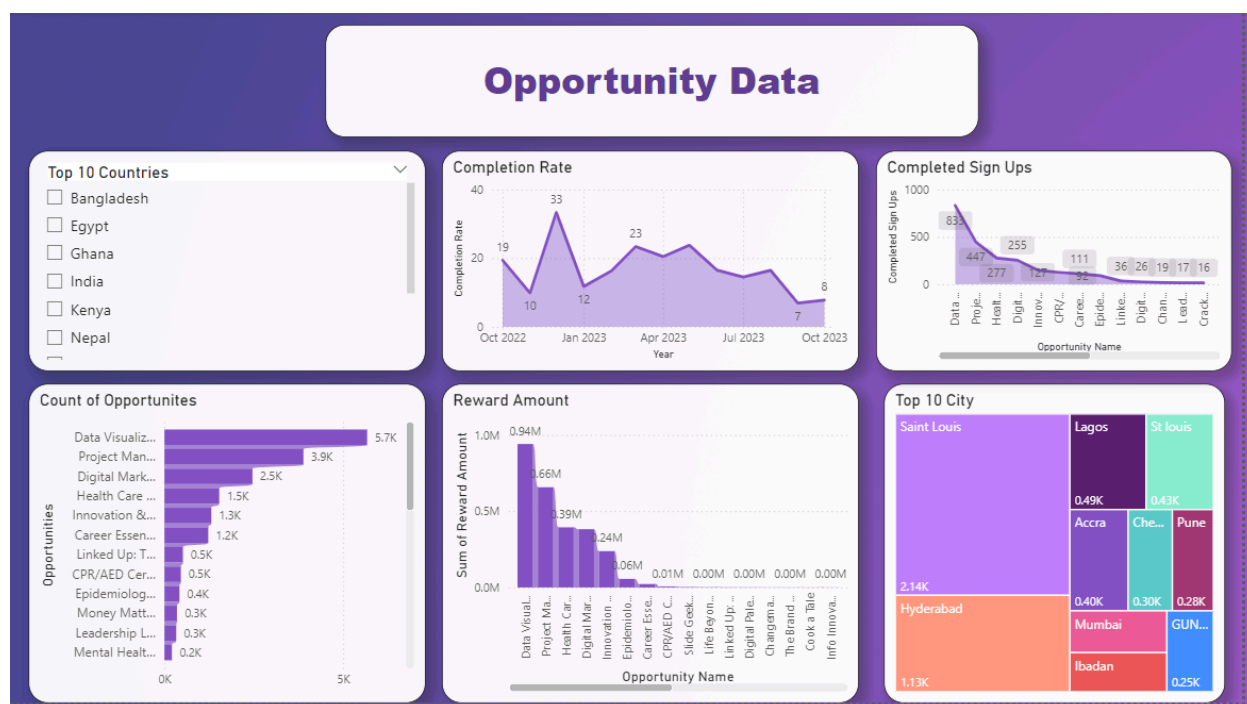 Opportunity Data
Top 10 Countries
Bangladesh
Egypt
Ghana
India
Kenya
Nepal
Completion Rate
Completion Rate
40
20
0
19
10
33
12
23
7
8
Oct 2022
Jan 2023
Apr 2023
Jul 2023
Oct 2023
Year
Completed Sign Ups
Completed Sign Ups
1000
500
0
833
447
277
255
127
111
92
36
26
19
17
16
Data ...
Proje...
Healt...
Digit...
Innov...
CPR/...
Caree...
Epide...
Linke...
Digit...
Chan...
Lead...
Crack...
Opportunity Name
Count of Opportunites
Opportunities
Data Visualiz... 5.7K
Project Man... 3.9K
Digital Mark... 2.5K
Health Care ... 1.5K
Innovation &... 1.3K
Career Essen... 1.2K
Linked Up: T... 0.5K
CPR/AED Cer... 0.5K
Epidemiolog... 0.4K
Money Matt... 0.3K
Leadership L... 0.3K
Mental Healt... 0.2K
0K
5K
Reward Amount
Sum of Reward Amount
1.0M
0.5M
0.0M
0.94M
0.66M
0.39M
0.24M
0.06M
0.01M
0.00M
0.00M
0.00M
0.00M
Data Visual...
Project Ma...
Health Car...
Digital Mar...
Innovation ...
Epidemiolo...
Career Esse...
CPR/AED C...
Slide Geek...
Life Beyon...
Linked Up: ...
Digital Pale...
Changema...
The Brand ...
Cook a Tale
Info Innova...
Opportunity Name
Top 10 City
Saint Louis
2.14K
Hyderabad
1.13K
Lagos
0.49K
St louis
0.43K
Accra
0.40K
Che...
0.30K
Pune
0.28K
Mumbai
Ibadan
GUN...
0.25K